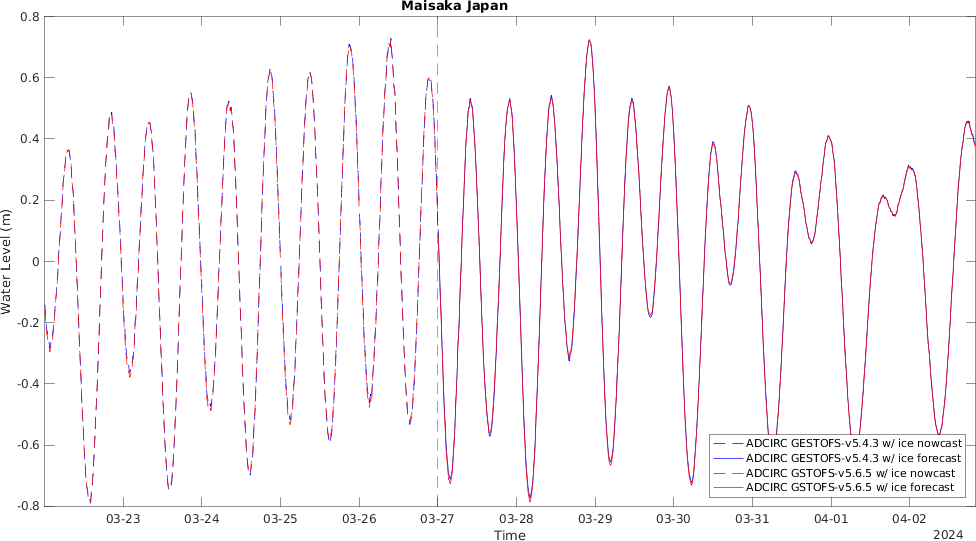 Maisaka Japan
0.8
0.6
0.4
0.2
0
-0.2
-0.4
-0.6
-0.8
Water Level (m)
ADCIRC GESTOFS-v5.4.3 w/ ice nowcast
ADCIRC GESTOFS-v5.4.3 w/ ice forecast
ADCIRC GSTOFS-v5.6.5 w/ ice nowcast
ADCIRC GSTOFS-v5.6.5 w/ ice forecast
03-23 03-24 03-25 03-26 03-27 03-28 03-29 03-30 03-31 04-01 04-02
Time
2024